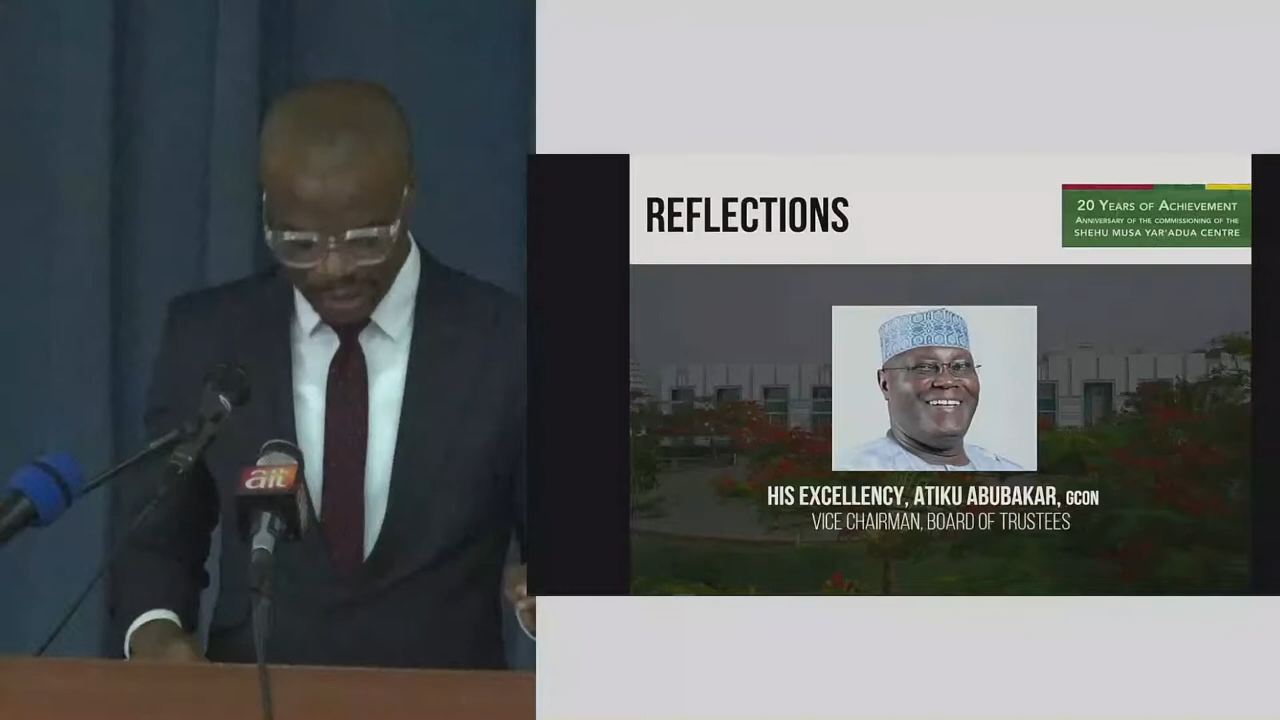 ait
REFLECTIONS
20 YEARS OF ACHIEVEMENT
ANNIVERSARY OF THE COMMISSIONING OF THE
SHEHU MUSA YAR'ADUA CENTRE
HIS EXCELLENCY, ATIKU ABUBAKAR, GCON
VICE CHAIRMAN, BOARD OF TRUSTEES